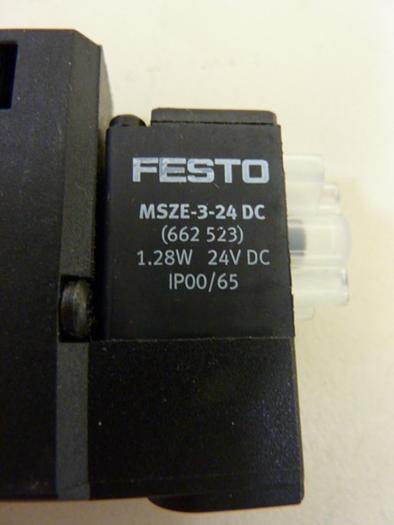 FESTO
MSZE-3-24 DC
(662 523)
1.28W 24V DC
IP00/65